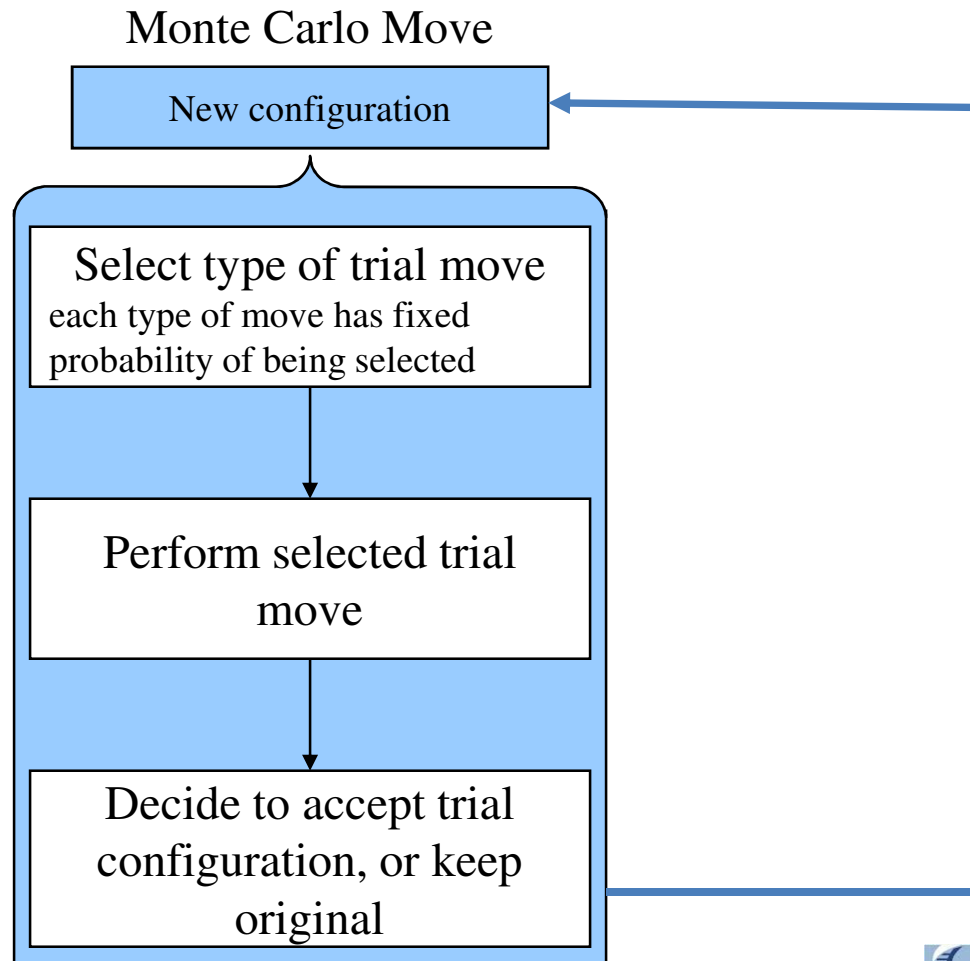 Monte Carlo Move
New configuration
Select type of trial move
each type of move has fixed
probability of being selected
Perform selected trial
move
Decide to accept trial
configuration, or keep
original